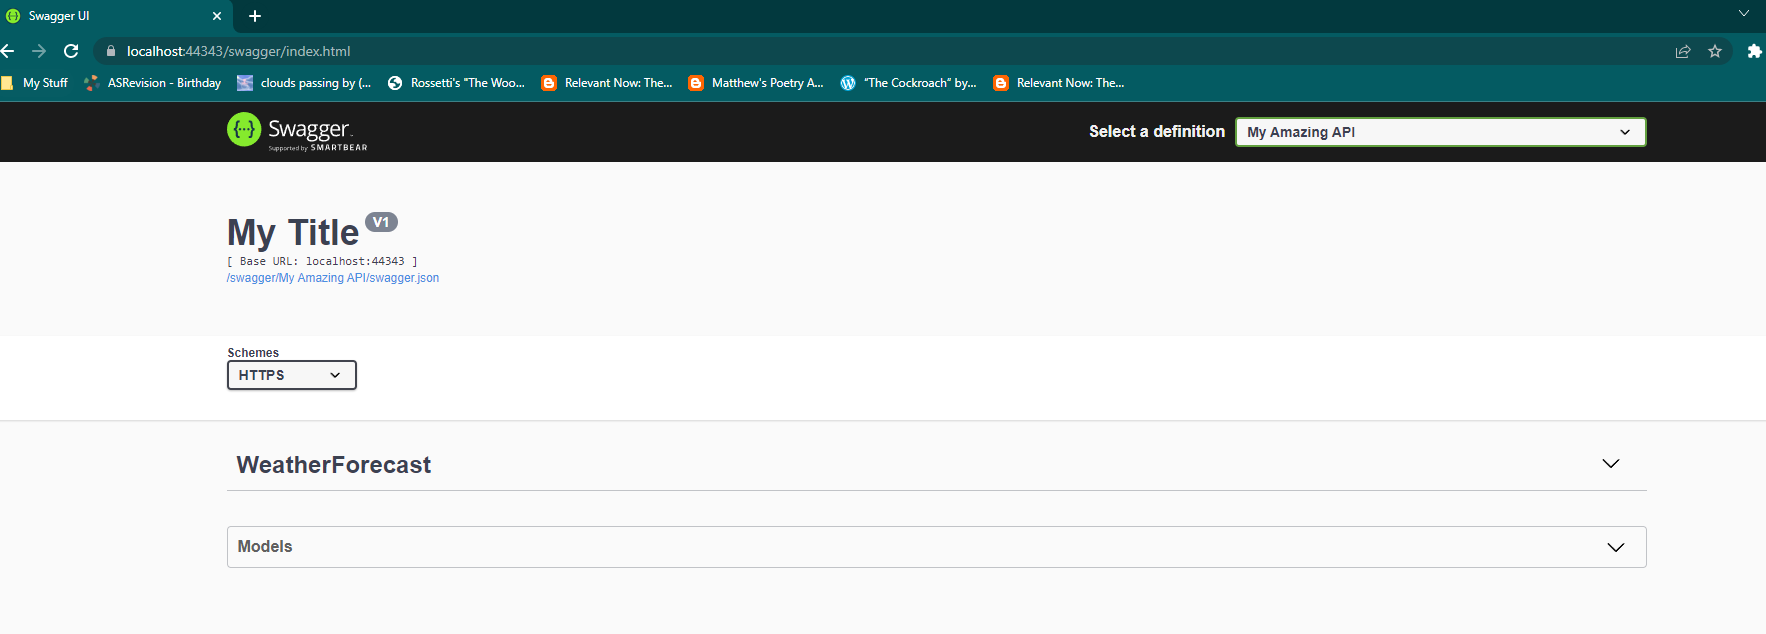 Swagger UI
localhost:44343/swagger/index.html
My Stuff ASRevision - Birthday clouds passing by (... Rossetti's "The Woo... Relevant Now: The... Matthew's Poetry A... "The Cockroach" by... Relevant Now: The...
Swagger.
Supported by SMARTBEAR
Select a definition My Amazing API
My Title V1
[ Base URL: localhost:44343 ]
/swagger/My Amazing API/swagger.json
Schemes
HTTPS
WeatherForecast
Models